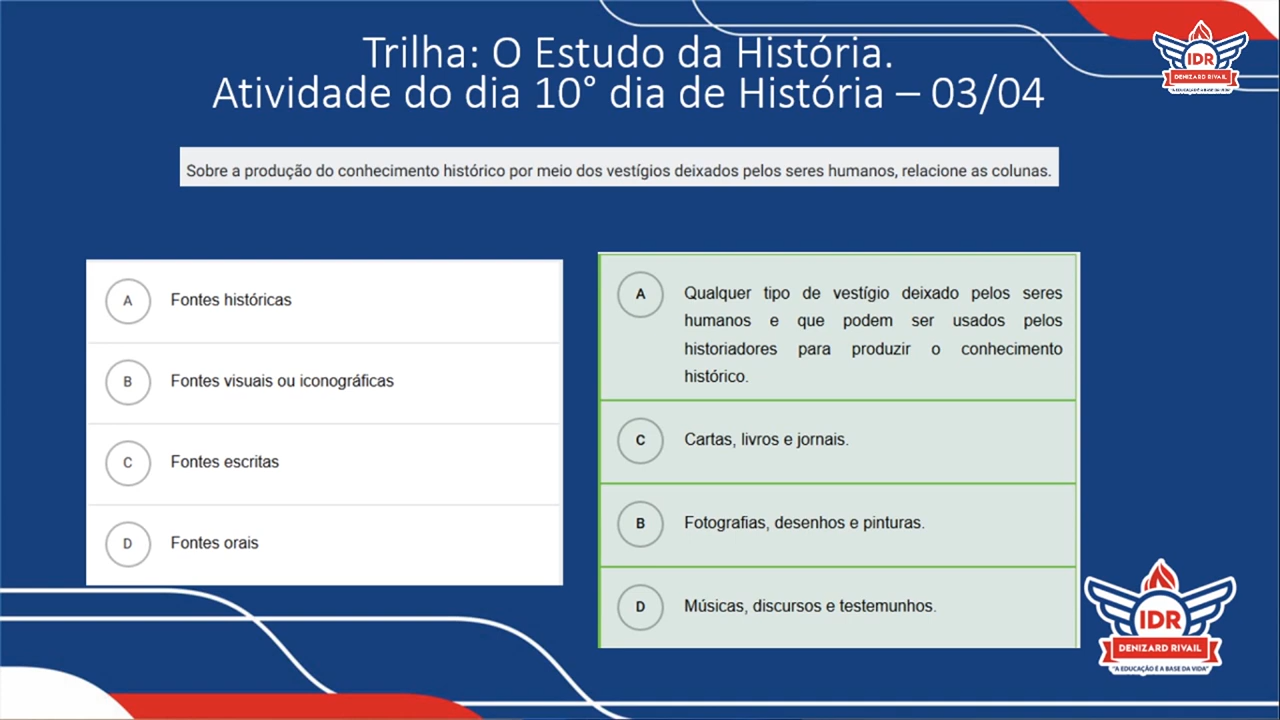 Trilha: O Estudo da História.
Atividade do dia 10° dia de História – 03/04
IDR
DENIZARD RIVAIL
"A EDUCAÇÃO É A BASE DA VIDA"
Sobre a produção do conhecimento histórico por meio dos vestígios deixados pelos seres humanos, relacione as colunas.
A Fontes históricas
B Fontes visuais ou iconográficas
C Fontes escritas
D Fontes orais
A Qualquer tipo de vestígio deixado pelos seres
humanos e que podem ser usados pelos
historiadores para produzir o conhecimento
histórico.
C Cartas, livros e jornais.
B Fotografias, desenhos e pinturas.
D Músicas, discursos e testemunhos.
IDR
DENIZARD RIVAIL
"A EDUCAÇÃO É A BASE DA VIDA"